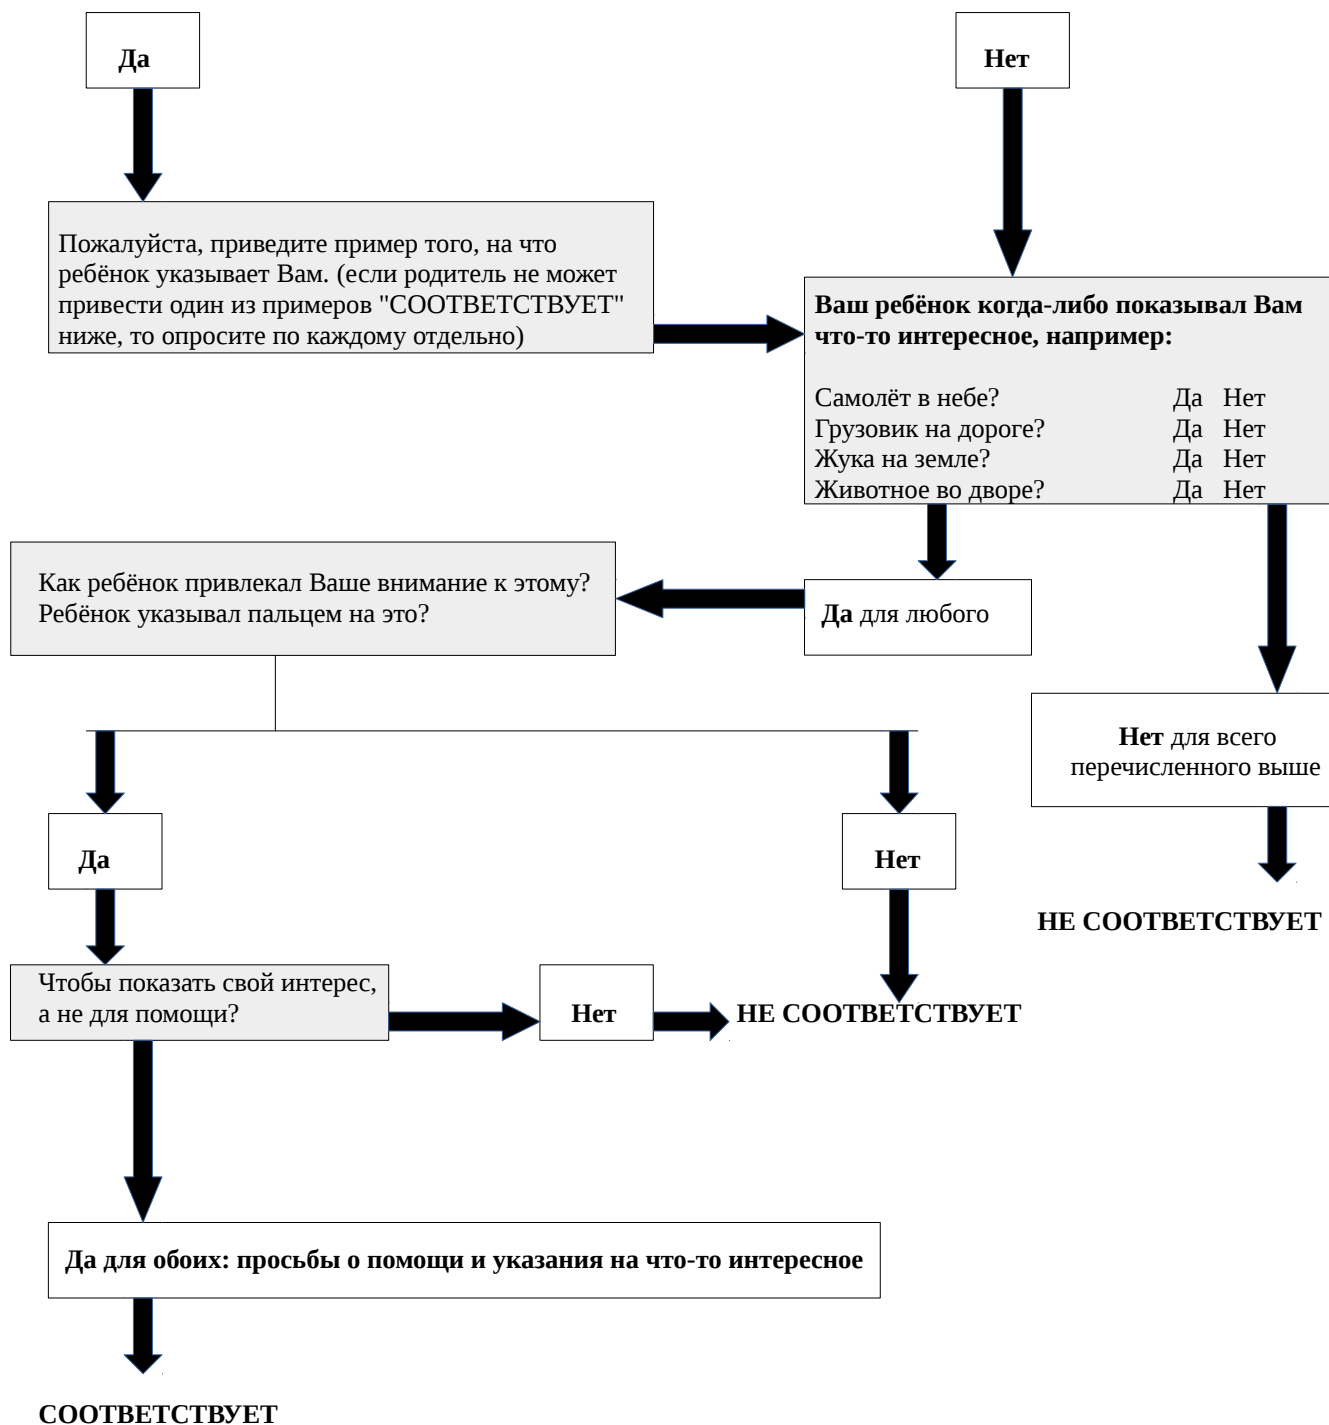 Да
Нет
Пожалуйста, приведите пример того, на что
ребёнок указывает Вам. (если родитель не может
привести один из примеров "СООТВЕТСТВУЕТ"
ниже, то опросите по каждому отдельно)
Ваш ребёнок когда-либо показывал Вам
что-то интересное, например:
Самолёт в небе? Да Нет
Грузовик на дороге? Да Нет
Жука на земле? Да Нет
Животное во дворе? Да Нет
Как ребёнок привлекал Ваше внимание к этому?
Ребёнок указывал пальцем на это?
Да для любого
Нет для всего
перечисленного выше
Да
Нет
НЕ СООТВЕТСТВУЕТ
Чтобы показать свой интерес,
а не для помощи?
Нет
НЕ СООТВЕТСТВУЕТ
Да для обоих: просьбы о помощи и указания на что-то интересное
СООТВЕТСТВУЕТ